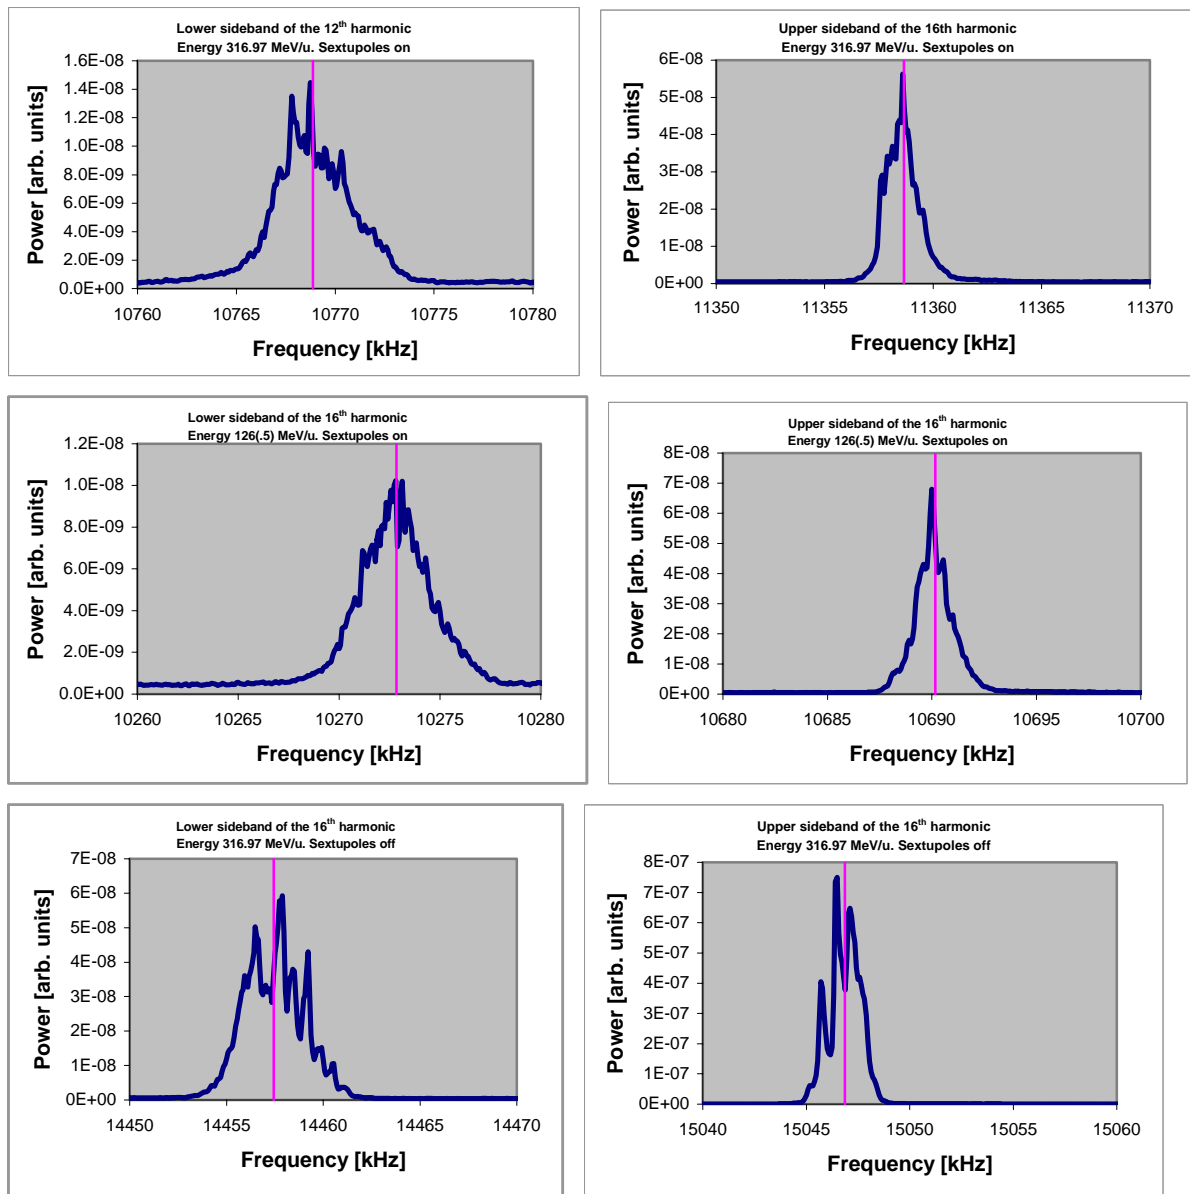 Lower sideband of the 12th harmonic
Energy 316.97 MeV/u. Sextupoles on
1.6E-08
1.4E-08
1.2E-08
1.0E-08
8.0E-09
6.0E-09
4.0E-09
2.0E-09
0.0E+00
Power [arb. units]
10760 10765 10770 10775 10780
Frequency [kHz]
Upper sideband of the 16th harmonic
Energy 316.97 MeV/u. Sextupoles on
6E-08
5E-08
4E-08
3E-08
2E-08
1E-08
0E+00
Power [arb. units]
11350 11355 11360 11365 11370
Frequency [kHz]
Lower sideband of the 16th harmonic
Energy 126(.5) MeV/u. Sextupoles on
1.2E-08
1.0E-08
8.0E-09
6.0E-09
4.0E-09
2.0E-09
0.0E+00
Power [arb. units]
10260 10265 10270 10275 10280
Frequency [kHz]
Upper sideband of the 16th harmonic
Energy 126(.5) MeV/u. Sextupoles on
8E-08
7E-08
6E-08
5E-08
4E-08
3E-08
2E-08
1E-08
0E+00
Power [arb. units]
10680 10685 10690 10695 10700
Frequency [kHz]
Lower sideband of the 16th harmonic
Energy 316.97 MeV/u. Sextupoles off
7E-08
6E-08
5E-08
4E-08
3E-08
2E-08
1E-08
0E+00
Power [arb. units]
14450 14455 14460 14465 14470
Frequency [kHz]
Upper sideband of the 16th harmonic
Energy 316.97 MeV/u. Sextupoles off
8E-07
7E-07
6E-07
5E-07
4E-07
3E-07
2E-07
1E-07
0E+00
Power [arb. units]
15040 15045 15050 15055 15060
Frequency [kHz]